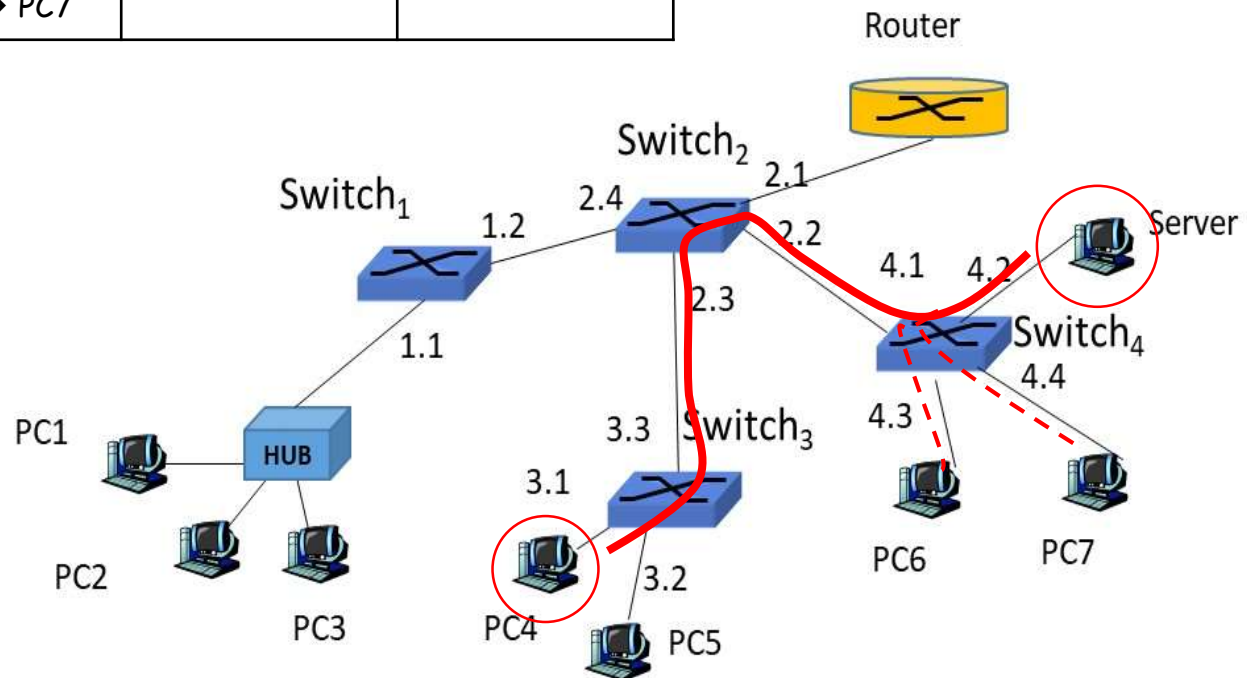 → PC7
Router
Switch₂
2.1
Switch₁
2.4
1.2
2.2
Server
4.1
4.2
2.3
1.1
Switch₄
4.4
4.3
PC1
HUB
3.3
Switch₃
3.1
PC6
PC7
PC2
3.2
PC3
PC4
PC5